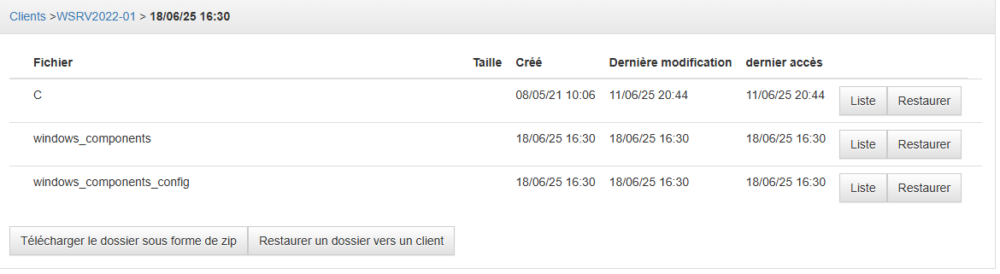 Clients >WSRV2022-01 > 18/06/25 16:30
Fichier Taille Créé Dernière modification dernier accès
C 08/05/21 10:06 11/06/25 20:44 11/06/25 20:44 Liste Restaurer
windows_components 18/06/25 16:30 18/06/25 16:30 18/06/25 16:30 Liste Restaurer
windows_components_config 18/06/25 16:30 18/06/25 16:30 18/06/25 16:30 Liste Restaurer
Télécharger le dossier sous forme de zip Restaurer un dossier vers un client